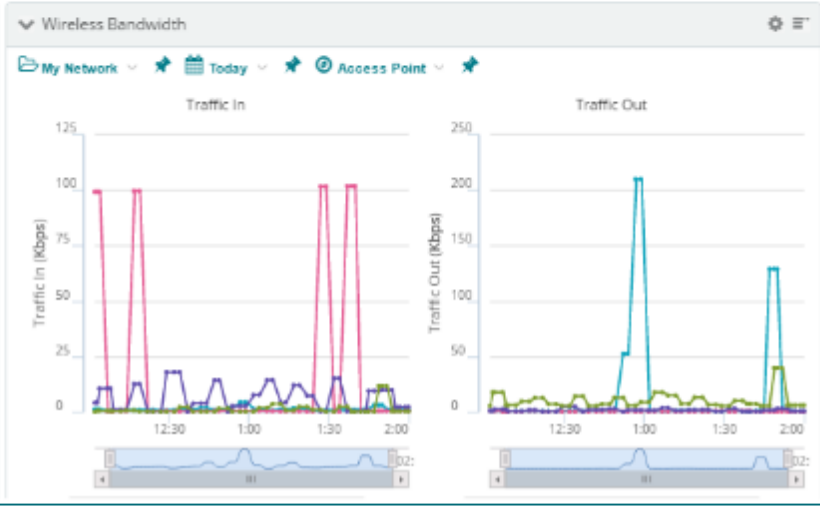 Wireless Bandwidth
My Network Today Access Point
Traffic In
125
100
75
50
25
0
Traffic In (Kbps)
12:30 1:00 1:30 2:00
02:
Traffic Out
250
200
150
100
50
0
Traffic Out (Kbps)
12:30 1:00 1:30 2:00
02: